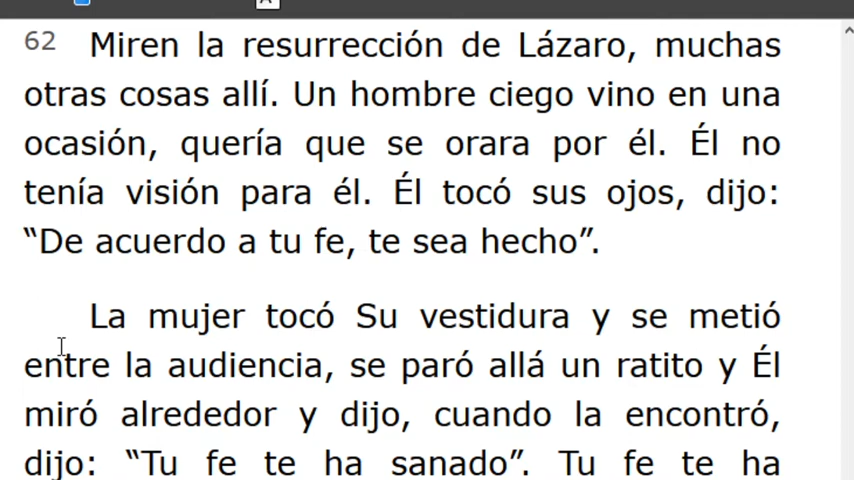 62 Miren la resurrección de Lázaro, muchas
otras cosas allí. Un hombre ciego vino en una
ocasión, quería que se orara por él. Él no
tenía visión para él. Él tocó sus ojos, dijo:
“De acuerdo a tu fe, te sea hecho”.
La mujer tocó Su vestidura y se metió
entre la audiencia, se paró allá un ratito y Él
miró alrededor y dijo, cuando la encontró,
dijo: “Tu fe te ha sanado”. Tu fe te ha